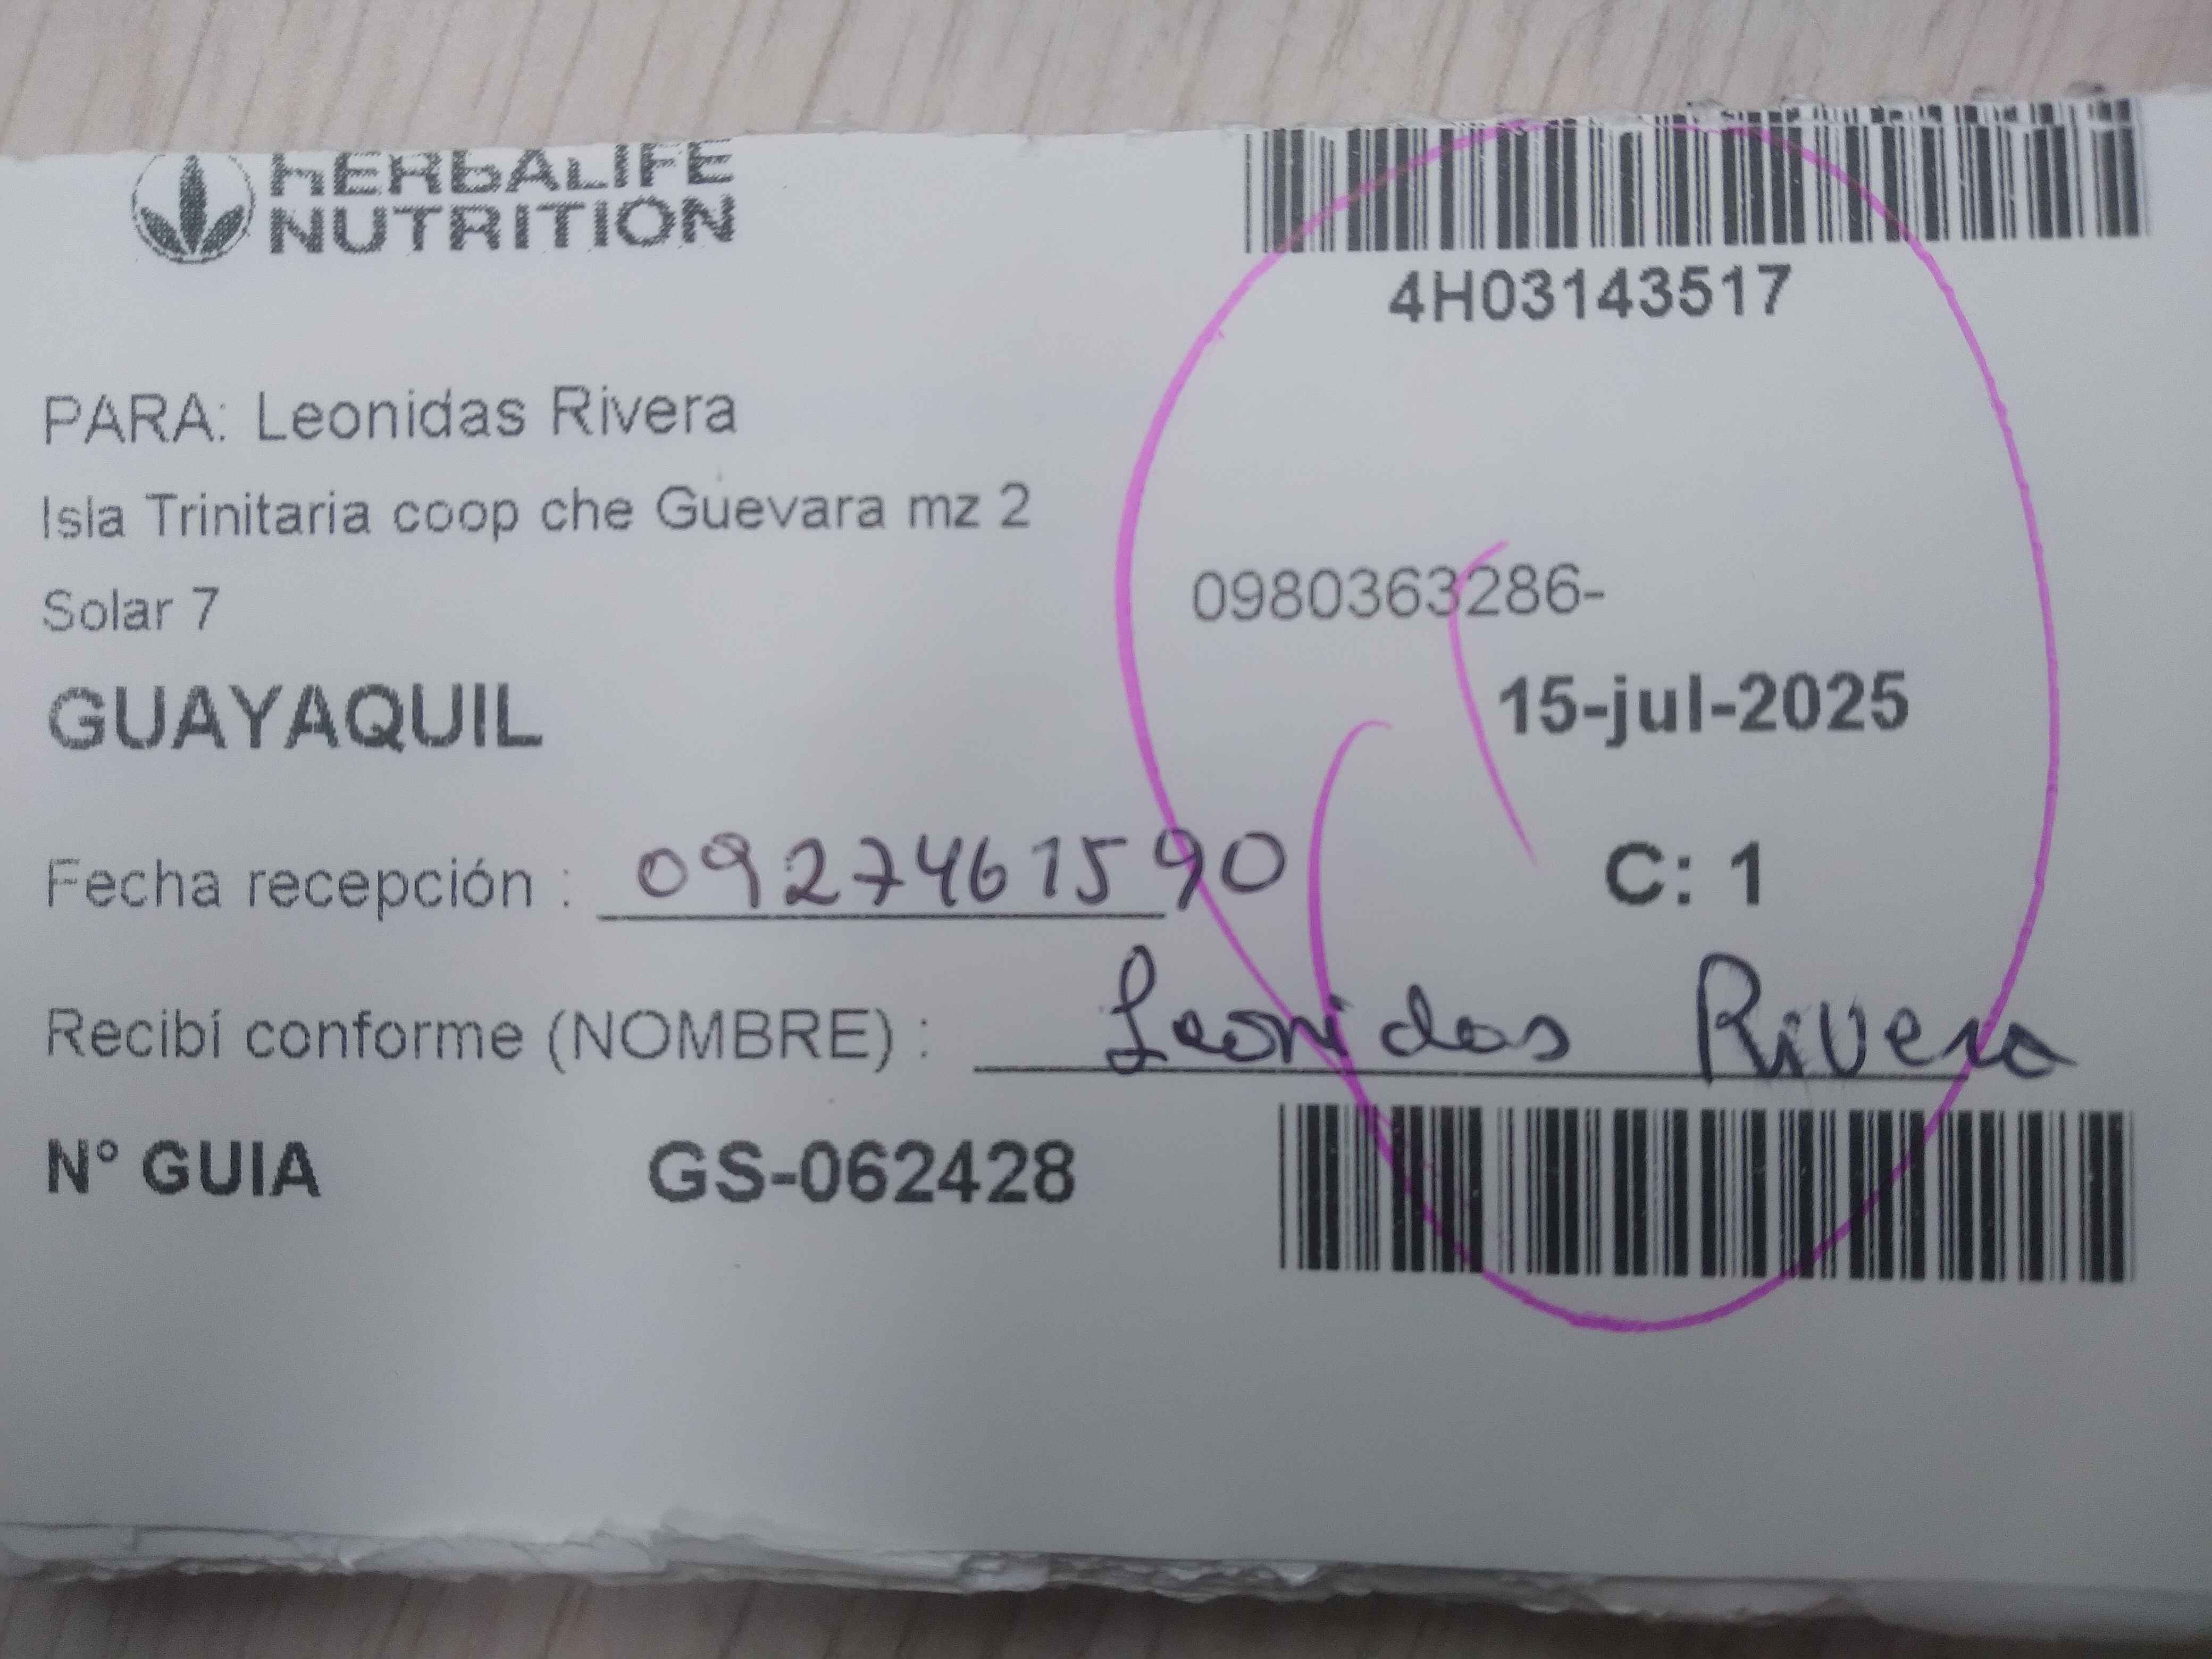 HERBALIFE
NUTRITION
4H03143517
PARA: Leonidas Rivera
Isla Trinitaria coop che Guevara mz 2
Solar 7
0980363286-
GUAYAQUIL
15-jul-2025
Fecha recepción : 0927461590
C: 1
Recibí conforme (NOMBRE) : Leonidas Rivera
N° GUIA GS-062428